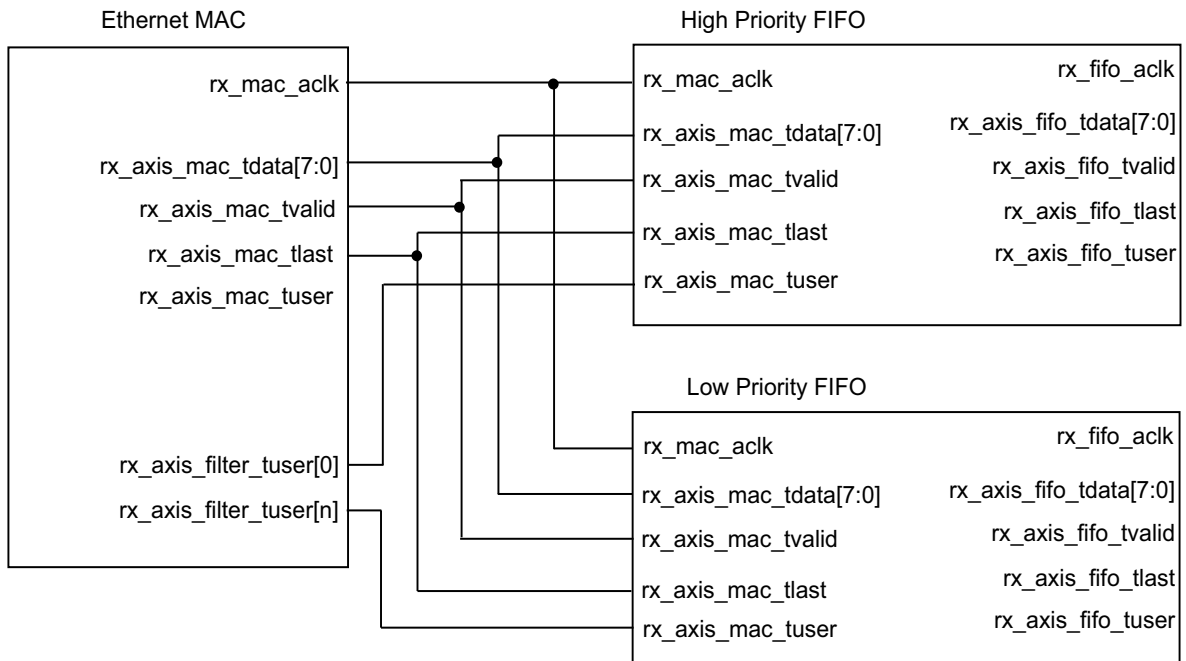 Ethernet MAC
rx_mac_aclk
rx_axis_mac_tdata[7:0]
rx_axis_mac_tvalid
rx_axis_mac_tlast
rx_axis_mac_tuser
rx_axis_filter_tuser[0]
rx_axis_filter_tuser[n]
High Priority FIFO
rx_mac_aclk
rx_axis_mac_tdata[7:0]
rx_axis_mac_tvalid
rx_axis_mac_tlast
rx_axis_mac_tuser
rx_fifo_aclk
rx_axis_fifo_tdata[7:0]
rx_axis_fifo_tvalid
rx_axis_fifo_tlast
rx_axis_fifo_tuser
Low Priority FIFO
rx_mac_aclk
rx_axis_mac_tdata[7:0]
rx_axis_mac_tvalid
rx_axis_mac_tlast
rx_axis_mac_tuser
rx_fifo_aclk
rx_axis_fifo_tdata[7:0]
rx_axis_fifo_tvalid
rx_axis_fifo_tlast
rx_axis_fifo_tuser